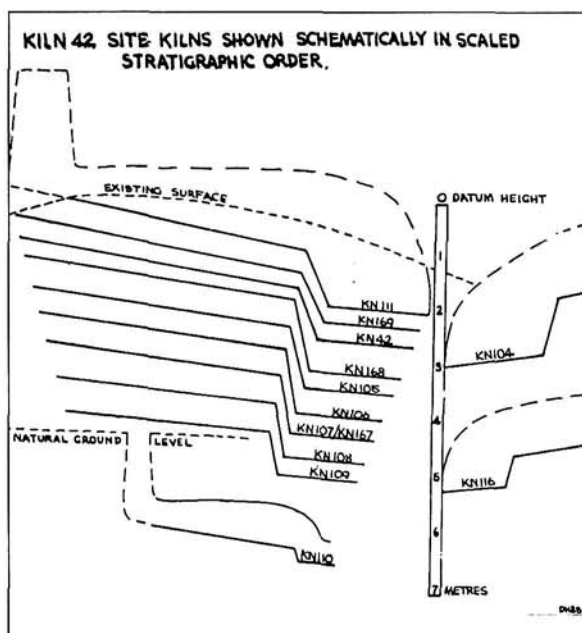 KILN 42 SITE KILNS SHOWN SCHEMATICALLY IN SCALED
STRATIGRAPHIC ORDER.
EXISTING SURFACE
0 DATUM HEIGHT
1
2
3
4
5
6
7 METRES
KN111
KN169
KN42
KN168
KN105
KN106
KN107/KN167
KN108
KN109
KN110
KN104
KN116
NATURAL GROUND LEVEL